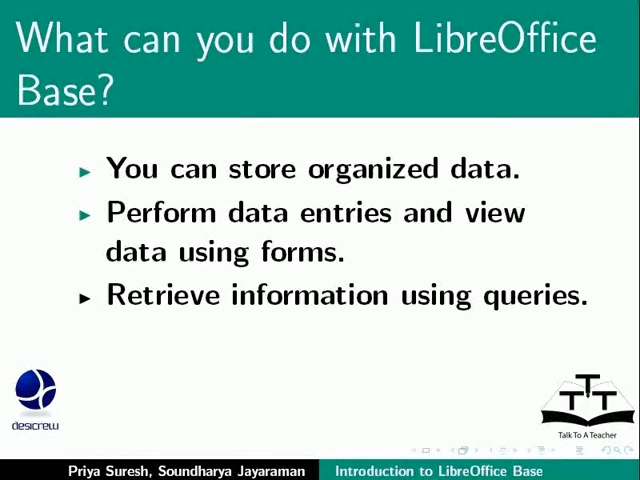 What can you do with LibreOffice
Base?
You can store organized data.
Perform data entries and view
data using forms.
Retrieve information using queries.
desicrew
TTT
Talk To A Teacher
Priya Suresh, Soundharya Jayaraman
Introduction to LibreOffice Base